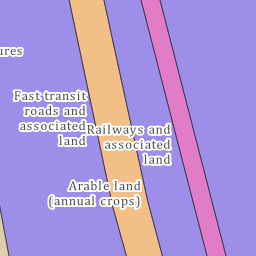 ures
Fast transit
roads and
associated
land
Railways and
associated
land
Arable land
(annual crops)